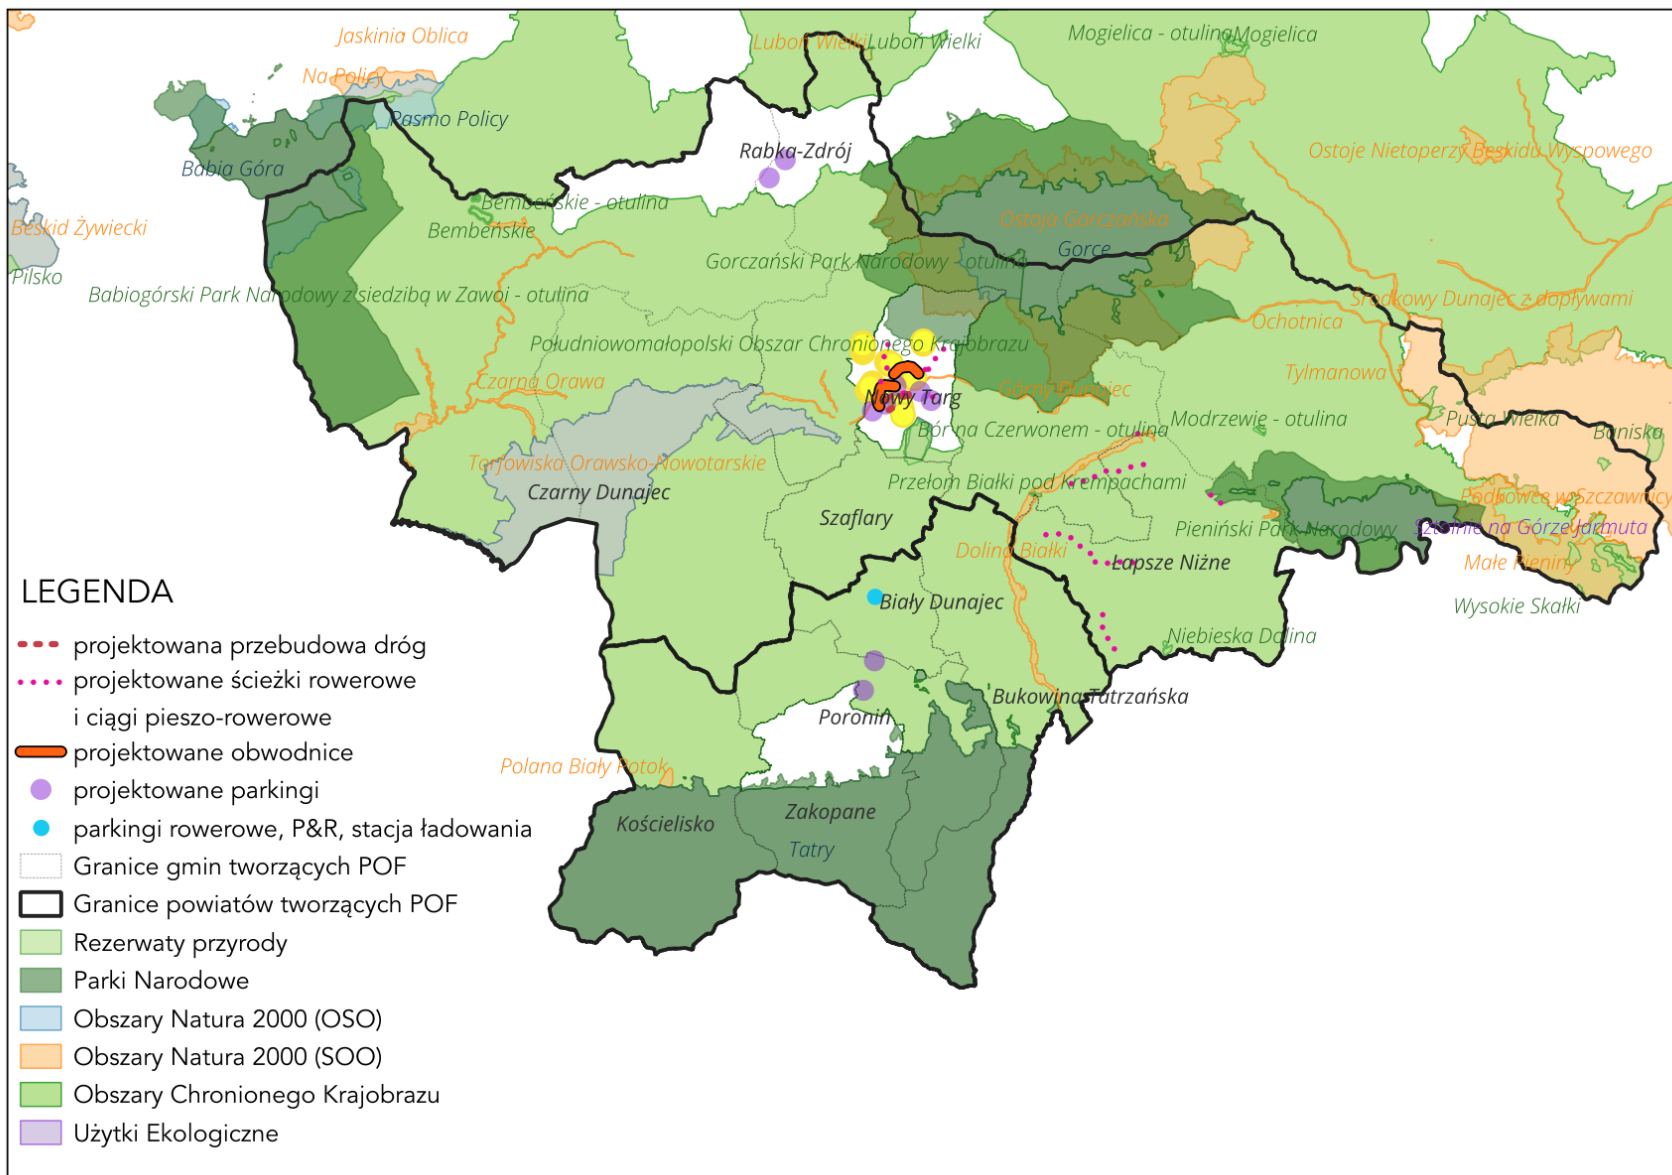 Jaskinia Oblica
Luboń Wielki
Luboń Wielki
Mogielica - otulina
Mogielica
Na Policy
Pasmo Policy
Rabka-Zdrój
Ostoje Nietoperzy Beskidu Wyspowego
Babia Góra
Bembeńskie - otulina
Bembeńskie
Ostoja Gorczańska
Beskid Żywiecki
Gorce
Pilsko
Gorczański Park Narodowy - otulina
Babiogórski Park Narodowy z siedzibą w Zawoi - otulina
Środkowy Dunajec z dopływami
Ochotnica
Południowomałopolski Obszar Chronionego Krajobrazu
Tylmanowa
Czarna Orawa
Górny Dunajec
Nowy Targ
Modrzewie - otulina
Pusta Wielka
Bór na Czerwonem - otulina
Baniska
Torfowiska Orawsko-Nowotarskie
Czarny Dunajec
Przełom Białki pod Krempachami
Podkowce w Szczawnicy
Szaflary
Pieniński Park Narodowy
Sztolnie na Górze Jarmuta
Dolina Białki
Łapsze Niżne
Małe Pieniny
Biały Dunajec
Wysokie Skałki
Niebieska Dolina
Bukowina Tatrzańska
Poronin
Polana Biały Potok
Kościelisko
Zakopane
Tatry
LEGENDA
projektowana przebudowa dróg
projektowane ścieżki rowerowe
i ciągi pieszo-rowerowe
projektowane obwodnice
projektowane parkingi
parkingi rowerowe, P&R, stacja ładowania
Granice gmin tworzących POF
Granice powiatów tworzących POF
Rezerwaty przyrody
Parki Narodowe
Obszary Natura 2000 (OSO)
Obszary Natura 2000 (SOO)
Obszary Chronionego Krajobrazu
Użytki Ekologiczne